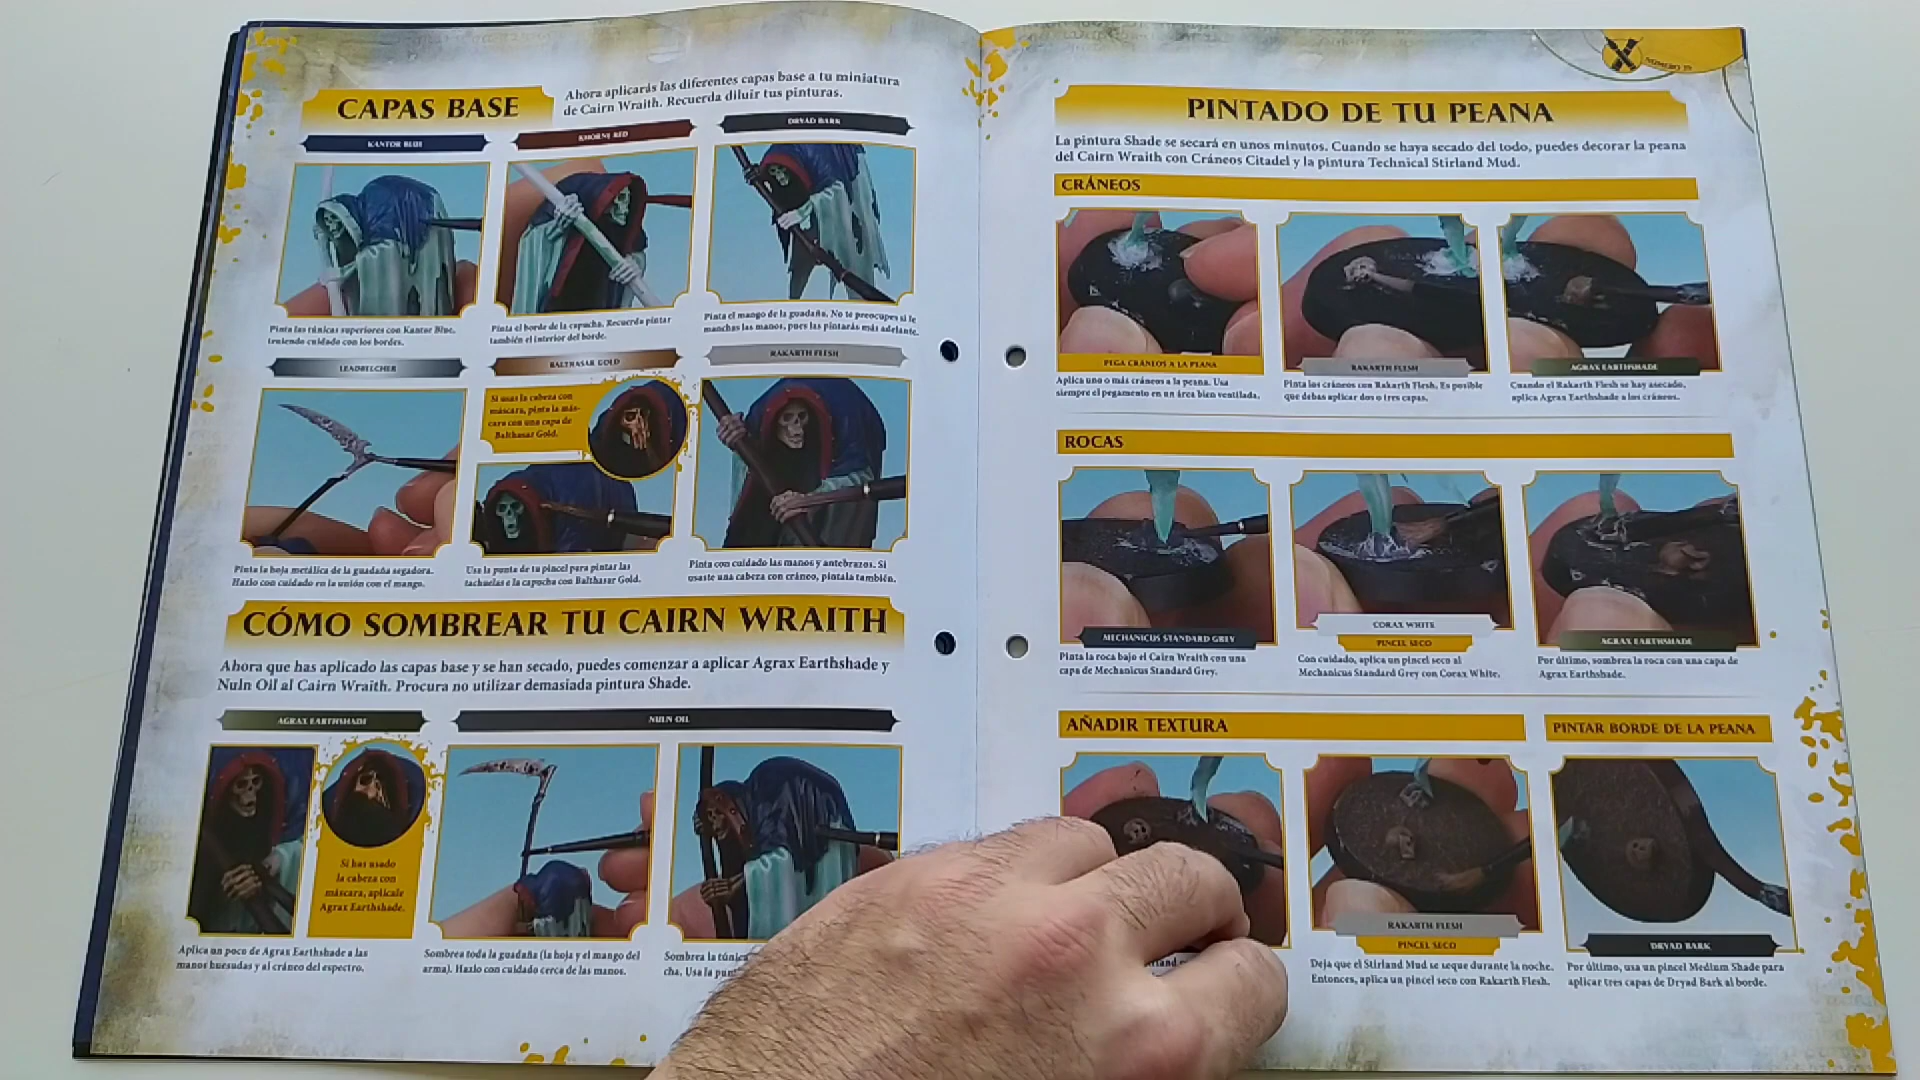 CAPAS BASE
Ahora aplicarás las diferentes capas base a tu miniatura
de Cairn Wraith. Recuerda diluir tus pinturas.
KANTOR BLUE
KHORNE RED
DRYAD BARK
Pinta las túnicas superiores con Kantor Blue,
teniendo cuidado con los bordes.
Pinta el borde de la capucha. Recuerda pintar
también el interior del borde.
Pinta el mango de la guadaña. No te preocupes si le
manchas las manos, pues las pintarás más adelante.
LEADBELCHER
BALTHASAR GOLD
RAKARTH FLESH
Si usas la cabeza con
máscara, pinta la más-
cara con una capa de
Balthasar Gold.
Pinta la hoja metálica de la guadaña segadora.
Hazlo con cuidado en la unión con el mango.
Usa la punta de tu pincel para pintar las
tachuelas e la capucha con Balthasar Gold.
Pinta con cuidado las manos y antebrazos. Si
usaste una cabeza con cráneo, píntala también.
CÓMO SOMBREAR TU CAIRN WRAITH
Ahora que has aplicado las capas base y se han secado, puedes comenzar a aplicar Agrax Earthshade y
Nuln Oil al Cairn Wraith. Procura no utilizar demasiada pintura Shade.
AGRAX EARTHSHADE
NULN OIL
Si has usado
la cabeza con
máscara, aplícale
Agrax Earthshade.
Aplica un poco de Agrax Earthshade a las
manos huesudas y al cráneo del espectro.
Sombrea toda la guadaña (la hoja y el mango del
arma). Hazlo con cuidado cerca de las manos.
Sombrea la túnica
cha. Usa la
NÚMERO
PINTADO DE TU PEANA
La pintura Shade se secará en unos minutos. Cuando se haya secado del todo, puedes decorar la peana
del Cairn Wraith con Cráneos Citadel y la pintura Technical Stirland Mud.
CRÁNEOS
PEGA CRÁNEOS A LA PEANA
RAKARTH FLESH
AGRAX EARTHSHADE
Aplica uno o más cráneos a la peana. Usa
siempre el pegamento en un área bien ventilada.
Pinta los cráneos con Rakarth Flesh. Es posible
que debas aplicar dos o tres capas.
Cuando el Rakarth Flesh se hay asecado,
aplica Agrax Earthshade a los cráneos.
ROCAS
MECHANICUS STANDARD GREY
CORAX WHITE
PINCEL SECO
AGRAX EARTHSHADE
Pinta la roca bajo el Cairn Wraith con una
capa de Mechanicus Standard Grey.
Con cuidado, aplica un pincel seco al
Mechanicus Standard Grey con Corax White.
Por último, sombrea la roca con una capa de
Agrax Earthshade.
AÑADIR TEXTURA
PINTAR BORDE DE LA PEANA
RAKARTH FLESH
PINCEL SECO
DRYAD BARK
Deja que el Stirland Mud se seque durante la noche.
Entonces, aplica un pincel seco con Rakarth Flesh.
Por último, usa un pincel Medium Shade para
aplicar tres capas de Dryad Bark al borde.